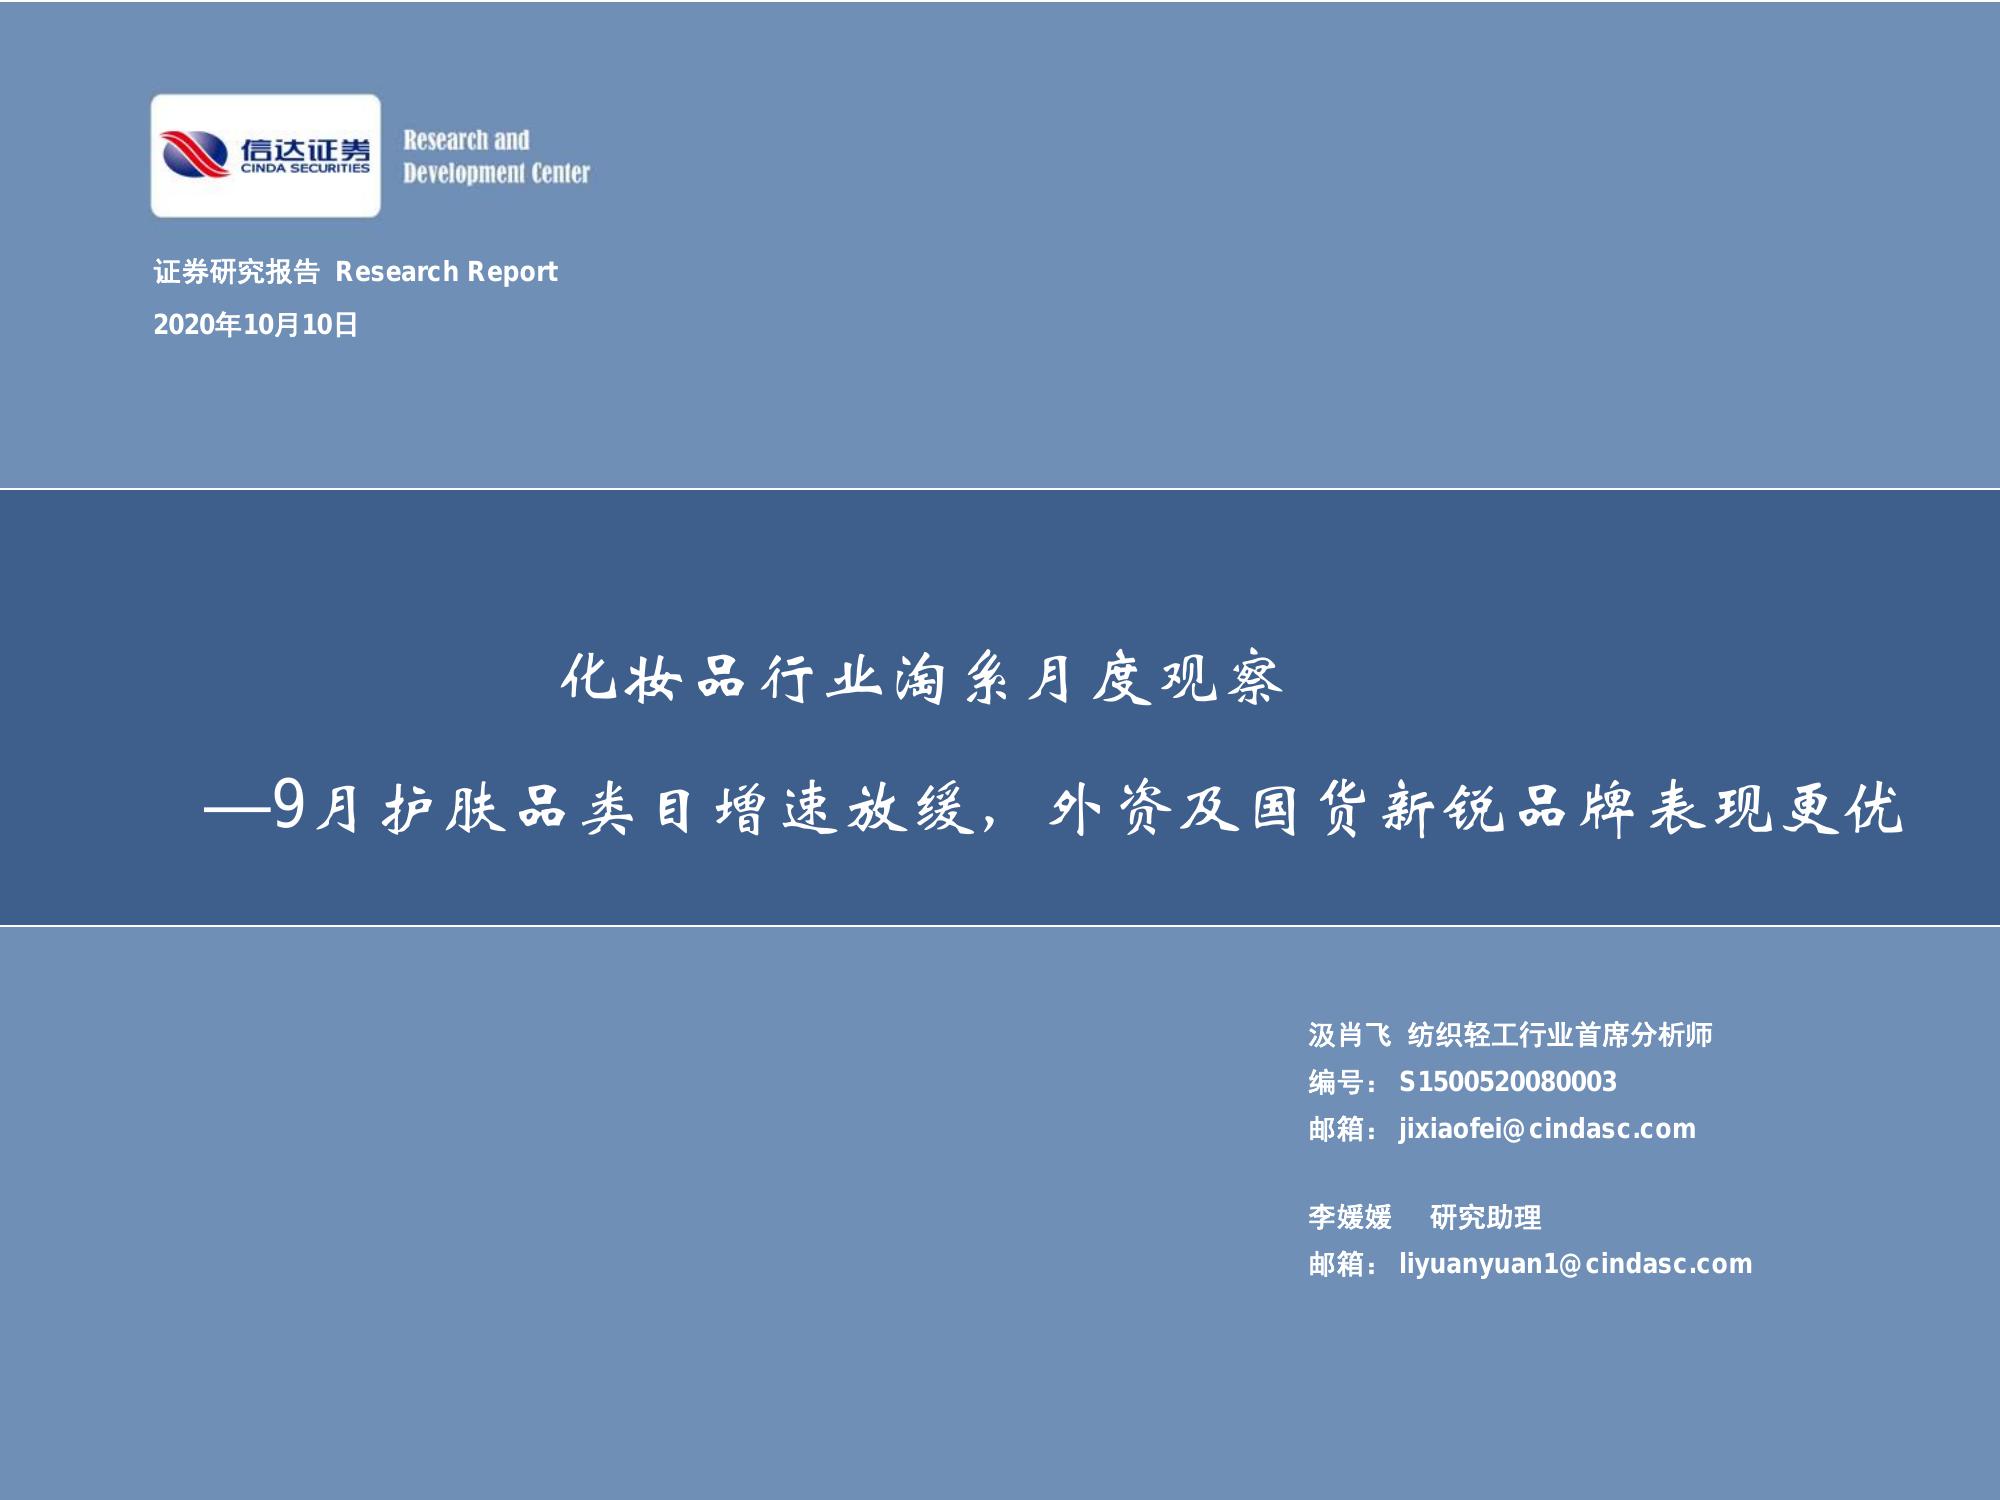 信达证券
CINDA SECURITIES
Research and
Development Center
证券研究报告 Research Report
2020年10月10日
化妆品行业淘系月度观察
—9月护肤品类目增速放缓，外资及国货新锐品牌表现更优
汲肖飞 纺织轻工行业首席分析师
编号：S1500520080003
邮箱：jixiaofei@cindasc.com
李媛媛 研究助理
邮箱：liyuanyuan1@cindasc.com